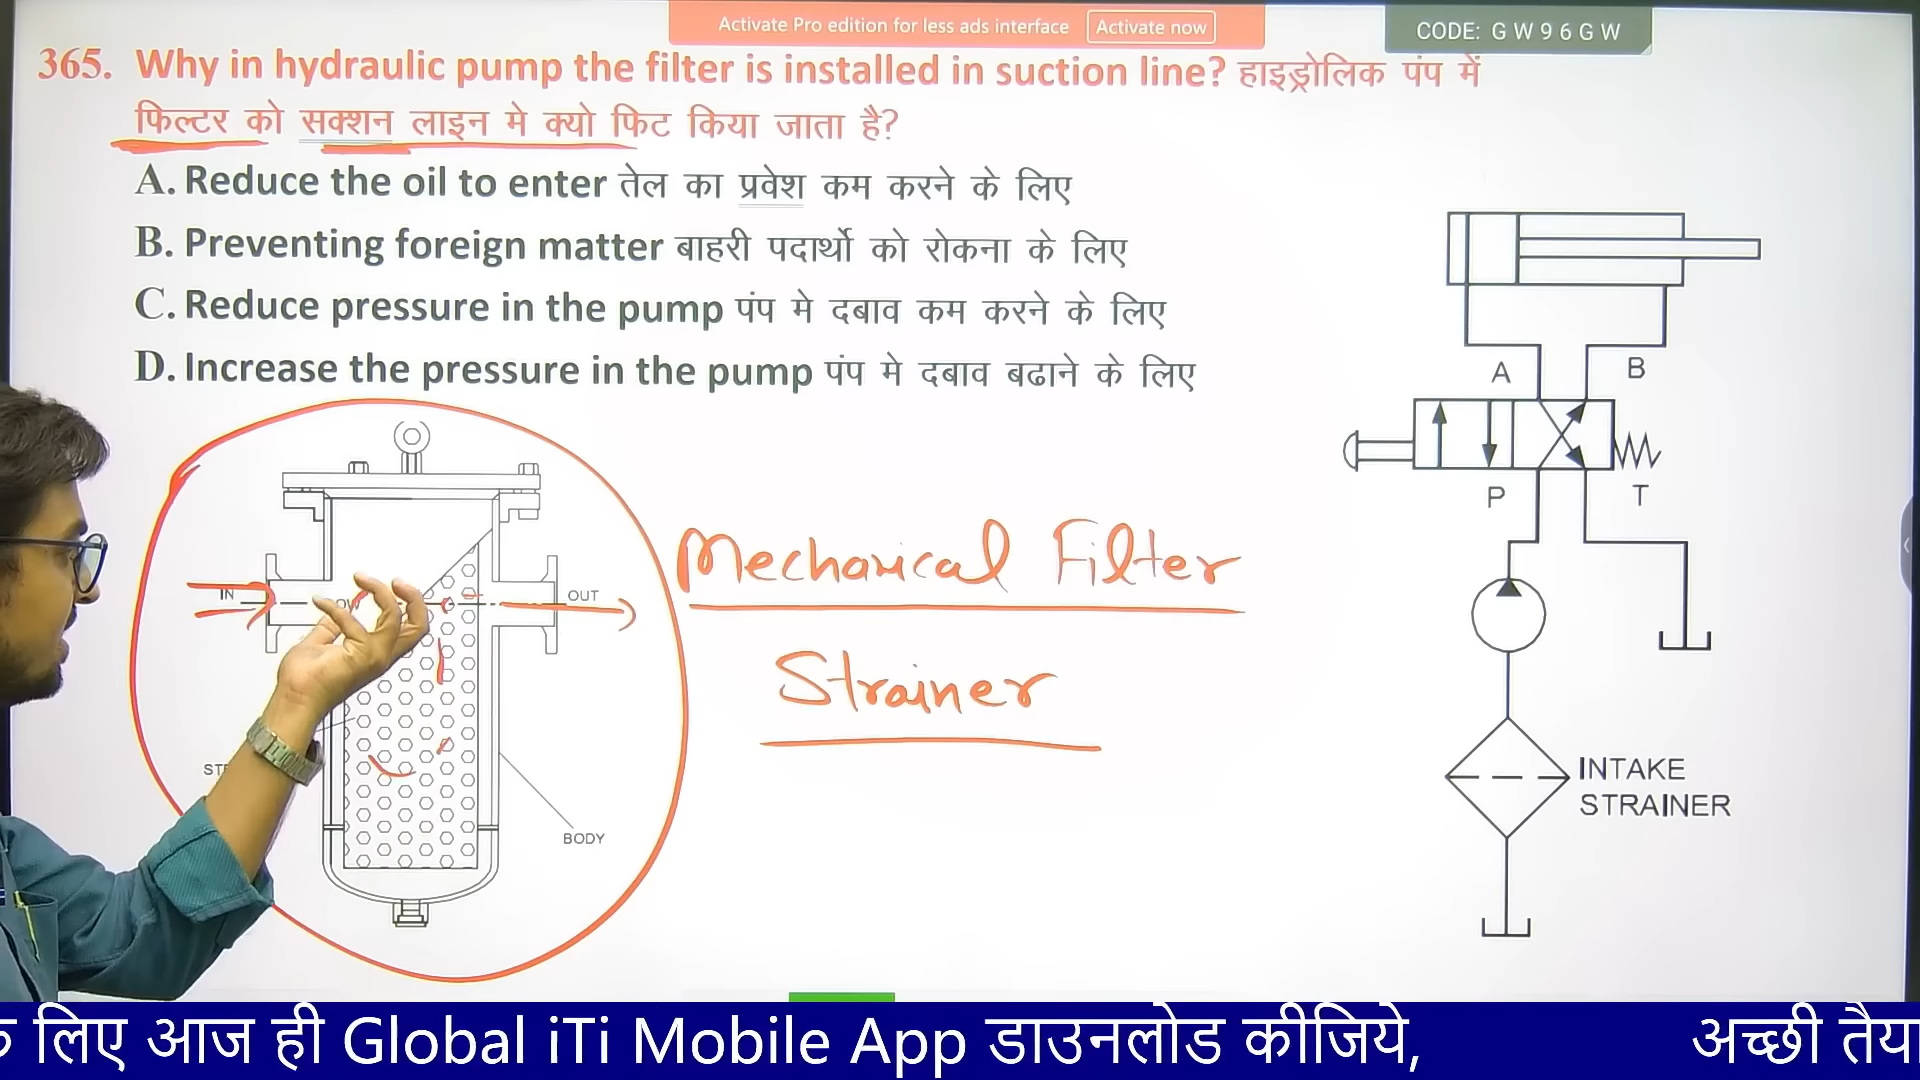 Activate Pro edition for less ads interface Activate now
CODE: G W 9 6 G W
365. Why in hydraulic pump the filter is installed in suction line? हाइड्रोलिक पंप में
फिल्टर को सक्शन लाइन मे क्यो फिट किया जाता है?
A. Reduce the oil to enter तेल का प्रवेश कम करने के लिए
B. Preventing foreign matter बाहरी पदार्थो को रोकना के लिए
C. Reduce pressure in the pump पंप मे दबाव कम करने के लिए
D. Increase the pressure in the pump पंप मे दबाव बढाने के लिए
A B
P T
Mechanical Filter
IN OUT
Strainer
INTAKE
STRAINER
BODY
लिए आज ही Global iTi Mobile App डाउनलोड कीजिये, अच्छी